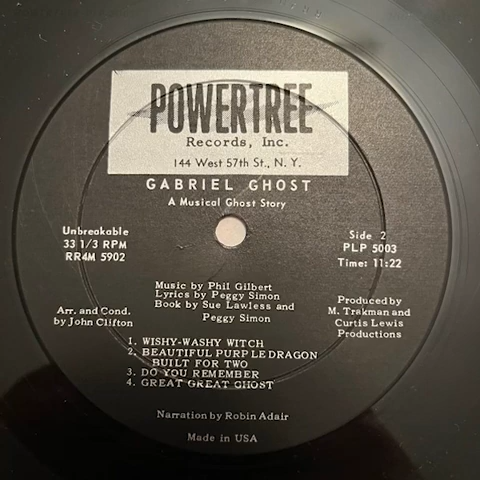 POWERTREE
Records, Inc.
144 West 57th St., N. Y.
GABRIEL GHOST
A Musical Ghost Story
Unbreakable
33 1/3 RPM
RR4M 5902
Side 2
PLP 5003
Time: 11:22
Music by Phil Gilbert
Lyrics by Peggy Simon
Book by Sue Lawless and
Peggy Simon
Arr. and Cond.
by John Clifton
Produced by
M. Trakman and
Curtis Lewis
Productions
1. WISHY-WASHY WITCH
2. BEAUTIFUL PURPLE DRAGON
BUILT FOR TWO
3. DO YOU REMEMBER
4. GREAT GREAT GHOST
Narration by Robin Adair
Made in USA